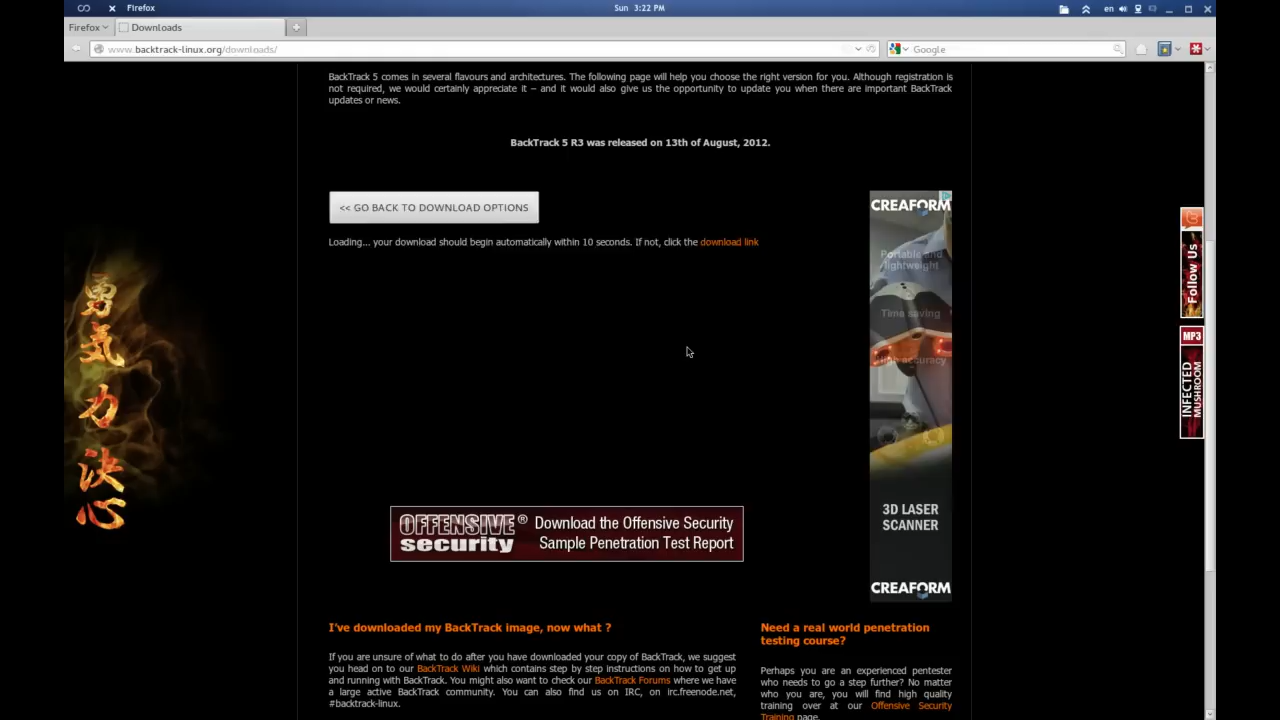 Firefox
Sun 3:22 PM
en
Firefox
Downloads
www.backtrack-linux.org/downloads/
Google
BackTrack 5 comes in several flavours and architectures. The following page will help you choose the right version for you. Although registration is
not required, we would certainly appreciate it – and it would also give us the opportunity to update you when there are important BackTrack
updates or news.
BackTrack 5 R3 was released on 13th of August, 2012.
<< GO BACK TO DOWNLOAD OPTIONS
Loading... your download should begin automatically within 10 seconds. If not, click the download link
CREAFORM
Portable and
lightweight
Time saving
High accuracy
3D LASER
SCANNER
CREAFORM
Follow Us
MP3
INFECTED
MUSHROOM
勇
気
力
決
心
OFFENSIVE®
security
Download the Offensive Security
Sample Penetration Test Report
I've downloaded my BackTrack image, now what ?
If you are unsure of what to do after you have downloaded your copy of BackTrack, we suggest
you head on to our BackTrack Wiki which contains step by step instructions on how to get up
and running with BackTrack. You might also want to check our BackTrack Forums where we have
a large active BackTrack community. You can also find us on IRC, on irc.freenode.net,
#backtrack-linux.
Need a real world penetration
testing course?
Perhaps you are an experienced pentester
who needs to go a step further? No matter
who you are, you will find high quality
training over at our Offensive Security
Training page.